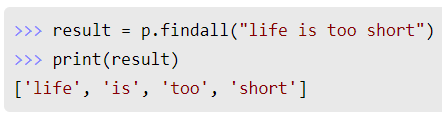 >>> result = p.findall("life is too short")
>>> print(result)
['life', 'is', 'too', 'short']